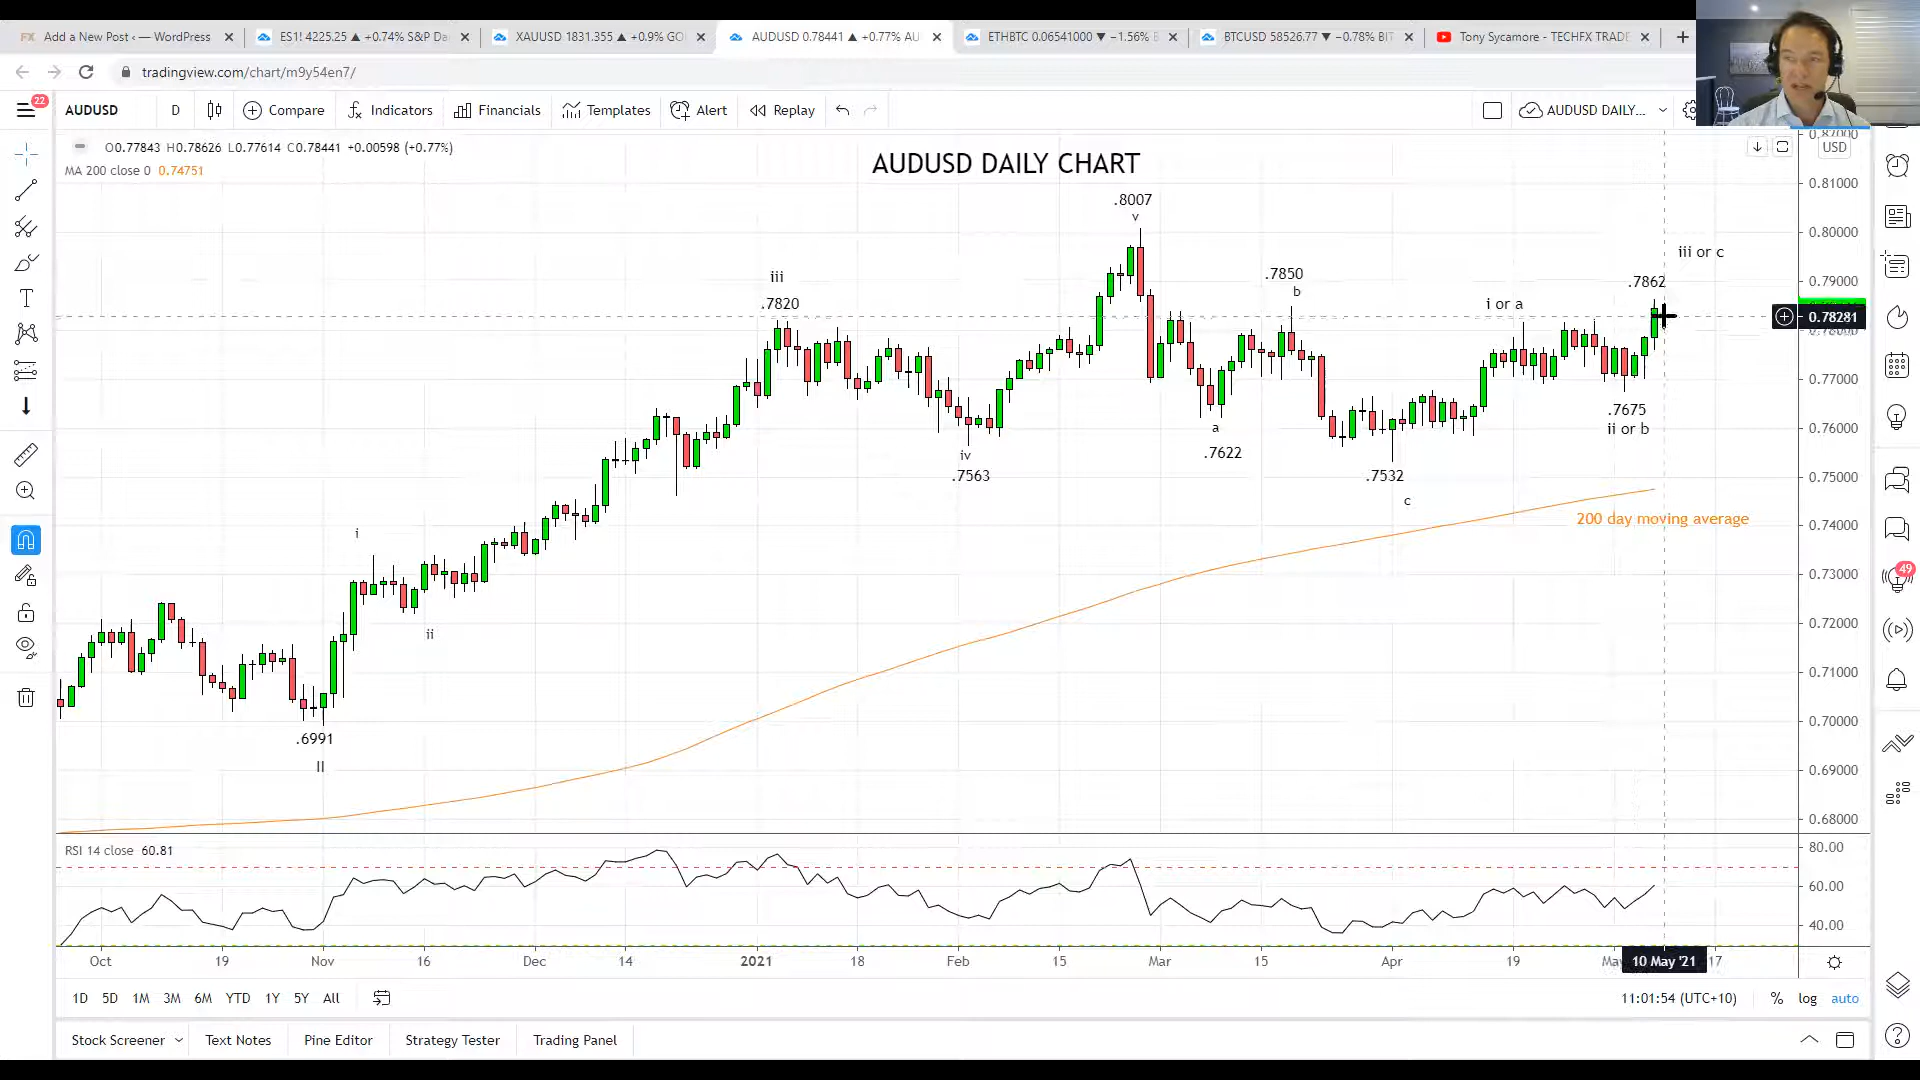 Add a New Post ‹ — WordPress
ES1! 4225.25 ▲ +0.74% S&P Da
XAUUSD 1831.355 ▲ +0.9% GO
AUDUSD 0.78441 ▲ +0.77% AU
ETHBTC 0.06541000 ▼ −1.56% B
BTCUSD 58526.77 ▼ −0.78% BIT
Tony Sycamore - TECHFX TRADE
tradingview.com/chart/m9y54en7/
22
AUDUSD
D
Compare
Indicators
Financials
Templates
Alert
Replay
AUDUSD DAILY...
O0.77843 H0.78626 L0.77614 C0.78441 +0.00598 (+0.77%)
MA 200 close 0 0.74751
AUDUSD DAILY CHART
USD
0.82000
0.81000
0.80000
0.79000
0.78281
0.78000
0.77000
0.76000
0.75000
0.74000
0.73000
0.72000
0.71000
0.70000
0.69000
0.68000
.8007
v
iii or c
.7862
iii
.7820
.7850
b
i or a
.7675
ii or b
a
.7622
iv
.7563
.7532
c
200 day moving average
i
ii
.6991
II
49
RSI 14 close 60.81
80.00
60.00
40.00
Oct
19
Nov
16
Dec
14
2021
18
Feb
15
Mar
15
Apr
19
10 May '21
17
1D
5D
1M
3M
6M
YTD
1Y
5Y
All
11:01:54 (UTC+10)
%
log
auto
Stock Screener
Text Notes
Pine Editor
Strategy Tester
Trading Panel